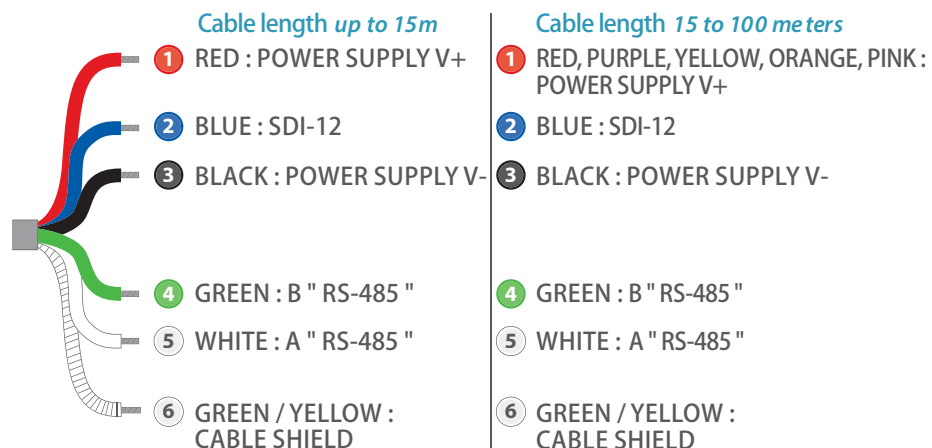 Cable length up to 15m
1 RED : POWER SUPPLY V+
2 BLUE : SDI-12
3 BLACK : POWER SUPPLY V-
4 GREEN : B " RS-485 "
5 WHITE : A " RS-485 "
6 GREEN / YELLOW :
CABLE SHIELD
Cable length 15 to 100 meters
1 RED, PURPLE, YELLOW, ORANGE, PINK :
POWER SUPPLY V+
2 BLUE : SDI-12
3 BLACK : POWER SUPPLY V-
4 GREEN : B " RS-485 "
5 WHITE : A " RS-485 "
6 GREEN / YELLOW :
CABLE SHIELD